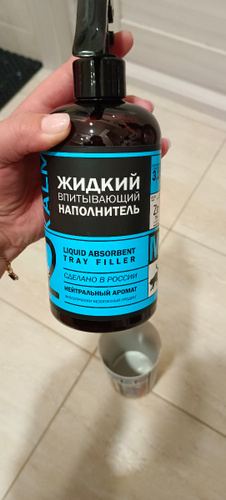 ЖИДКИЙ
ВПИТЫВАЮЩИЙ
НАПОЛНИТЕЛЬ
LIQUID ABSORBENT
TRAY FILLER
СДЕЛАНО В РОССИИ
НЕЙТРАЛЬНЫЙ АРОМАТ